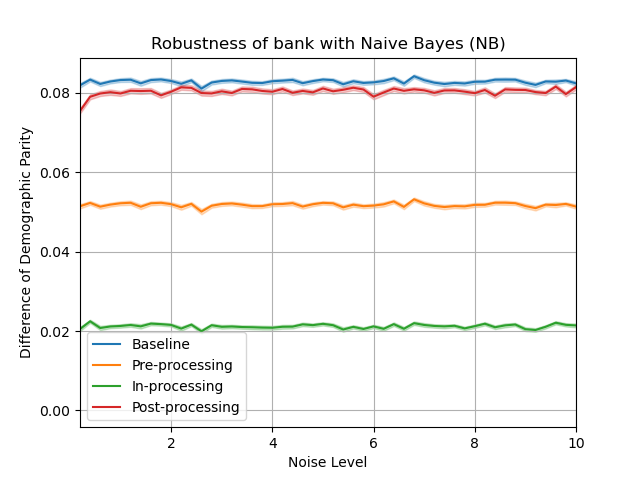 Robustness of bank with Naive Bayes (NB)
Difference of Demographic Parity
0.08
0.06
0.04
0.02
0.00
Baseline
Pre-processing
In-processing
Post-processing
2 4 6 8 10
Noise Level